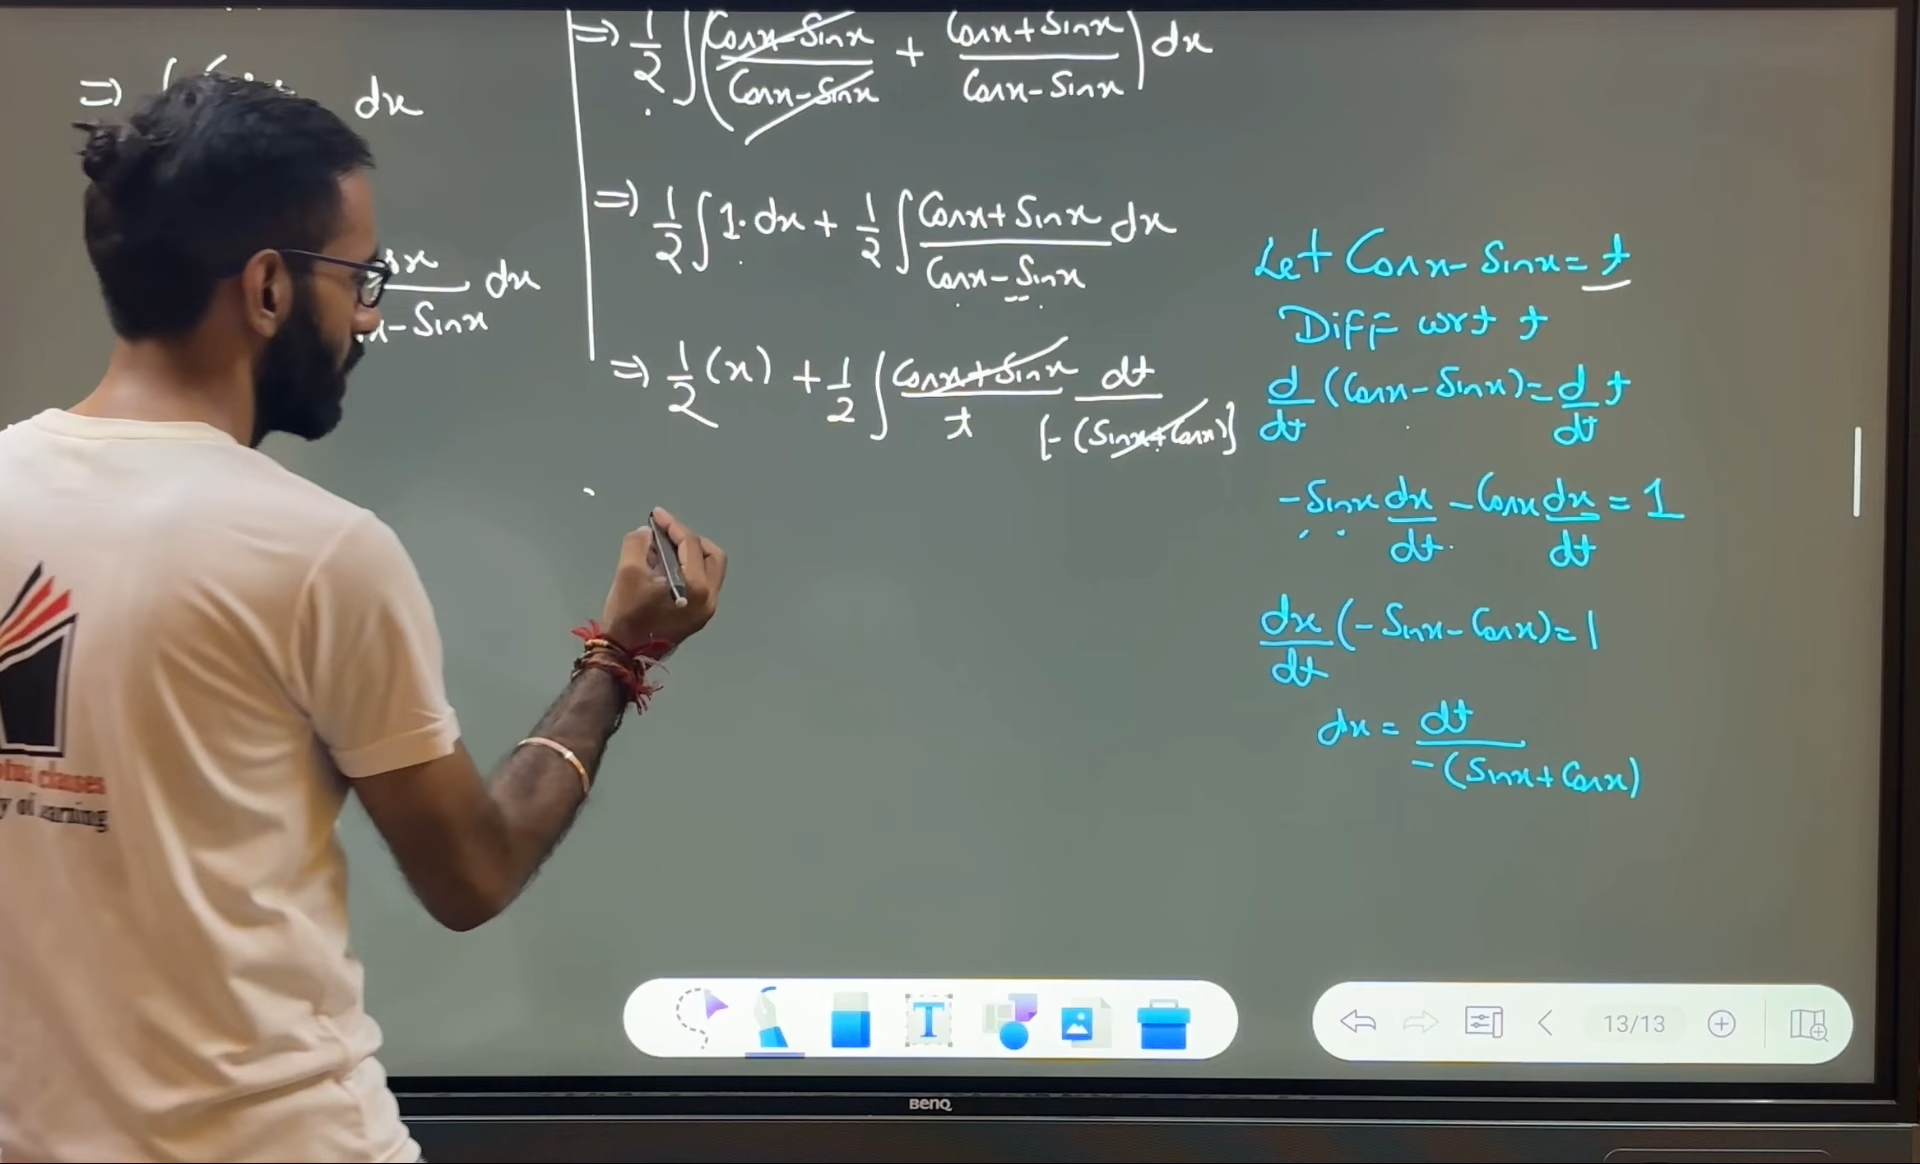 => ∫ dx
x dx
x-Sinx
=> 1/2 ∫ (Cosx-Sinx/Cosx-Sinx + Cosx+Sinx/Cosx-Sinx) dx
=> 1/2 ∫ 1. dx + 1/2 ∫ Cosx+Sinx/Cosx-Sinx dx
=> 1/2 (x) + 1/2 ∫ Cosx+Sinx/t dt/[-(Sinx+Cosx)]
Let Cosx-Sinx=t
Diff wrt t
d/dt (Cosx-Sinx)=d/dt t
-Sinx dx/dt -Cosx dx/dt = 1
dx/dt (-Sinx-Cosx)=1
dx = dt/-(Sinx+Cosx)
classes
y of earning
T
13/13
BenQ